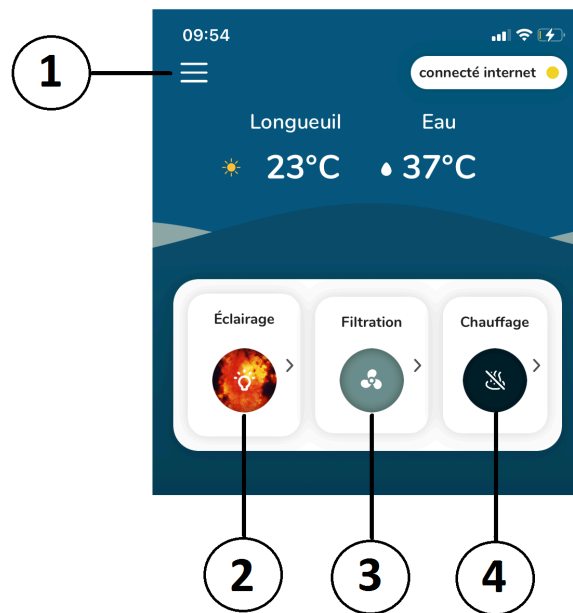 09:54
1
connecté internet
Longueuil Eau
23°C 37°C
Éclairage Filtration Chauffage
2 3 4